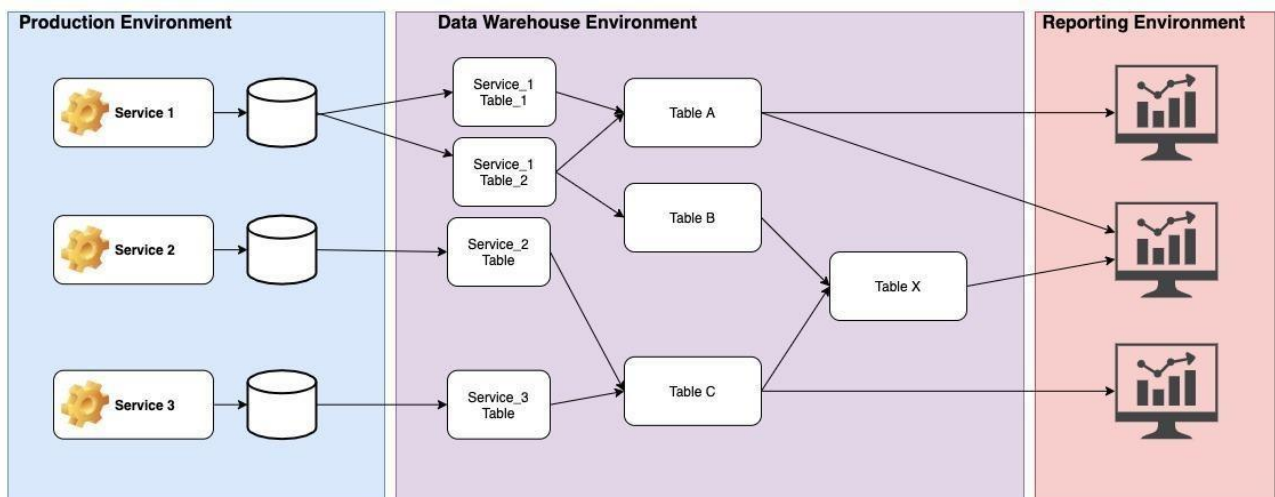 Production Environment
Data Warehouse Environment
Reporting Environment
Service 1
Service_1
Table_1
Table A
Service_1
Table_2
Table B
Service 2
Service_2
Table
Table X
Service 3
Service_3
Table
Table C